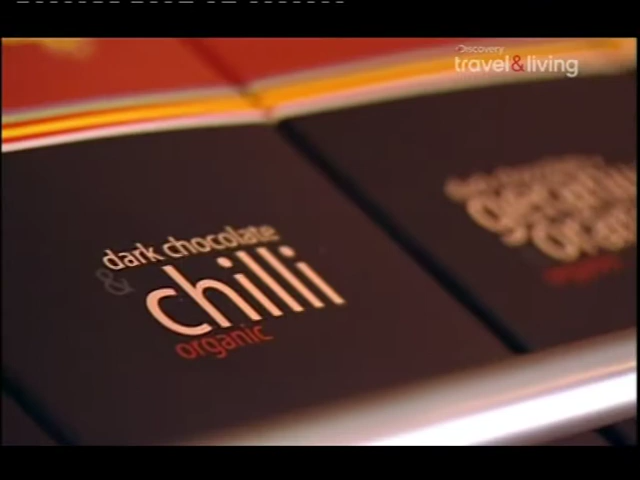 Discovery
travel&living
dark chocolate
& chilli
organic
organic